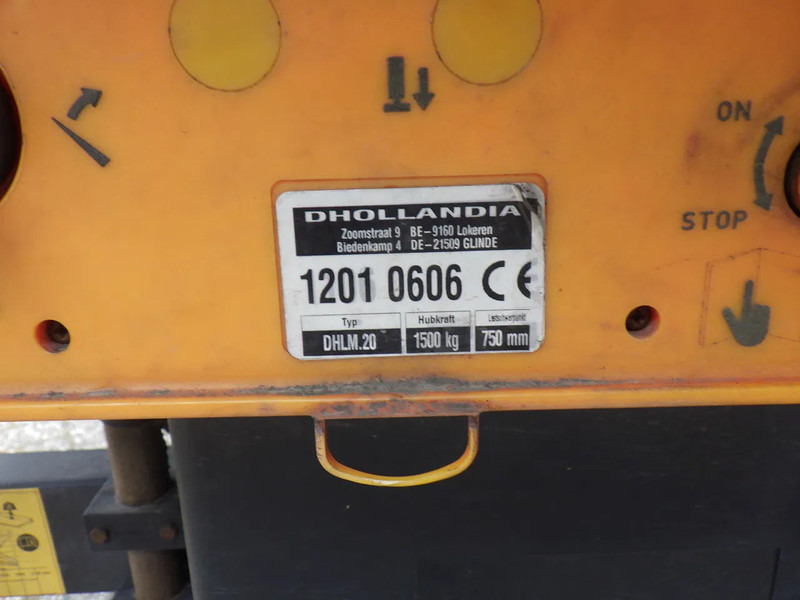 ON
STOP
DHOLLANDIA
Zoomstraat 9 BE-9160 Lokeren
Biedenkamp 4 DE-21509 GLINDE
1201 0606 CE
Typ Hubkraft Lastschwerpunkt
DHLM.20 1500 kg 750 mm